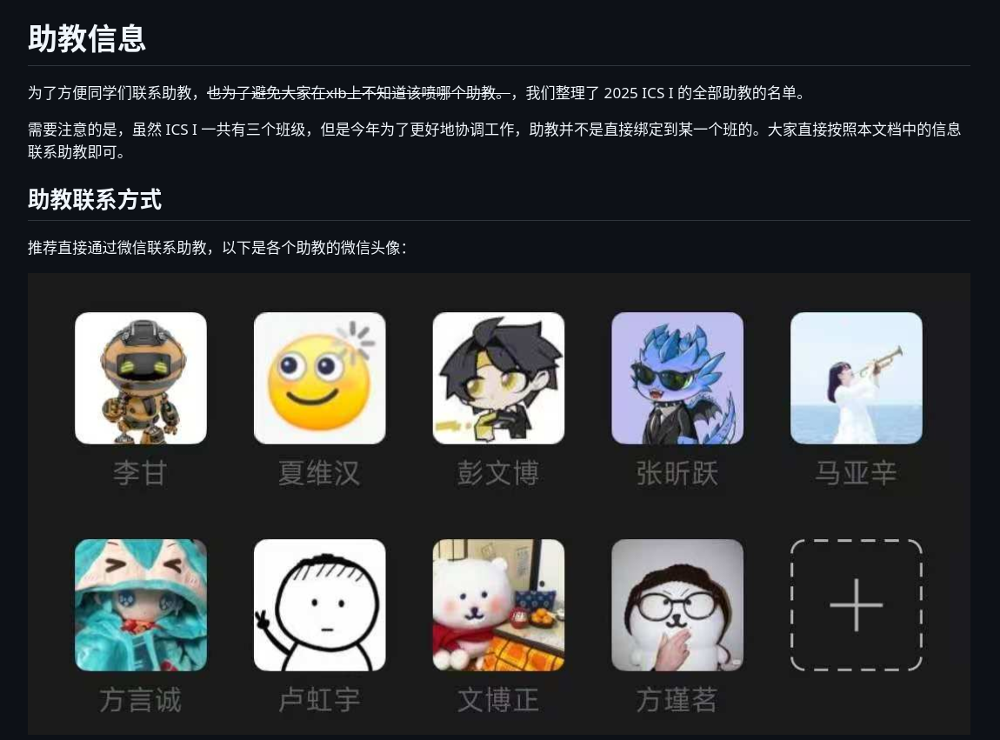 助教信息
为了方便同学们联系助教，也为了避免大家在xlb上不知道该喷哪个助教。，我们整理了 2025 ICS I 的全部助教的名单。
需要注意的是，虽然 ICS I 一共有三个班级，但是今年为了更好地协调工作，助教并不是直接绑定到某一个班的。大家直接按照本文档中的信息
联系助教即可。
助教联系方式
推荐直接通过微信联系助教，以下是各个助教的微信头像：
李甘 夏维汉 彭文博 张昕跃 马亚辛
方言诚 卢虹宇 文博正 方瑾茗